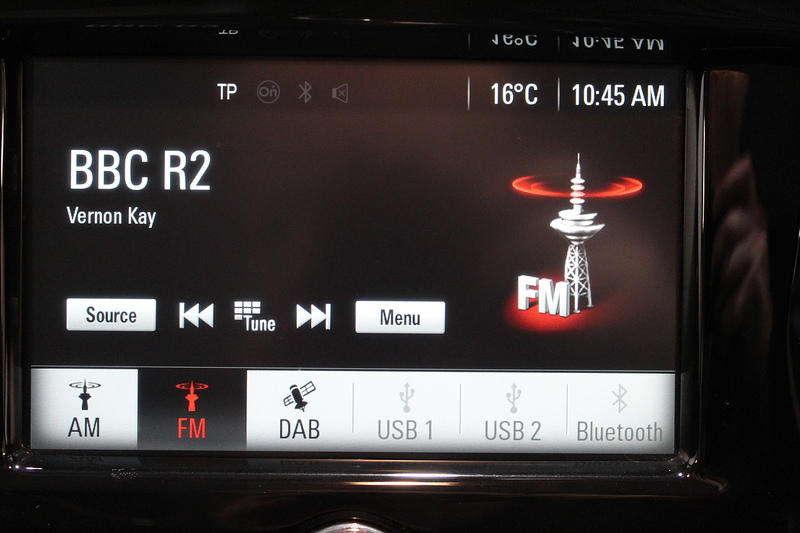 TP 16°C 10:45 AM
BBC R2
Vernon Kay
FM
Source Tune Menu
AM FM DAB USB 1 USB 2 Bluetooth